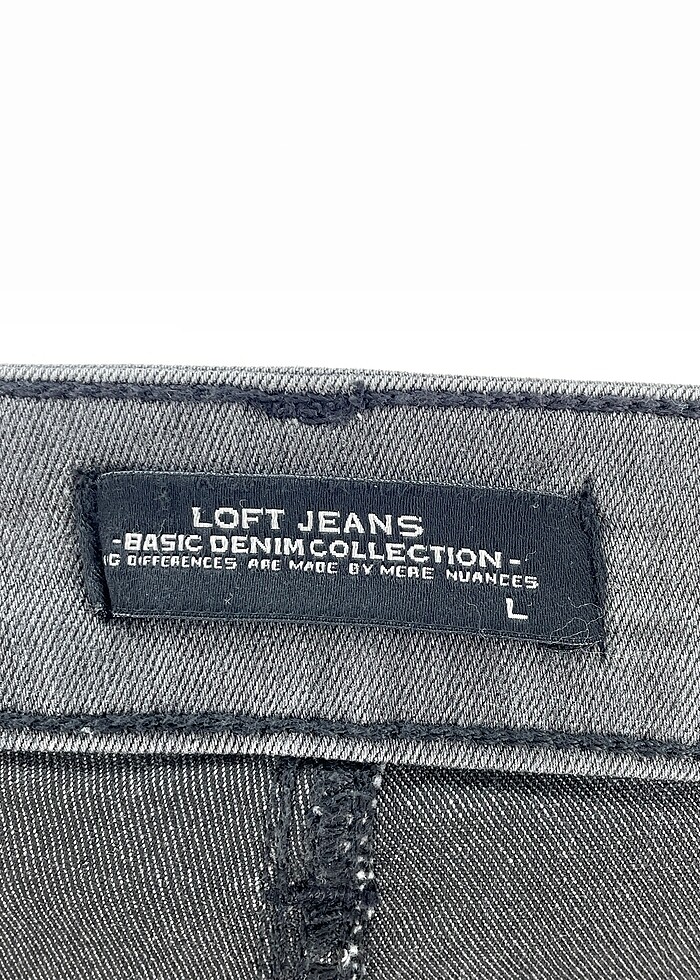 LOFT JEANS
-BASIC DENIM COLLECTION-
DIFFERENCES ARE MADE BY MERE NUANCES
L